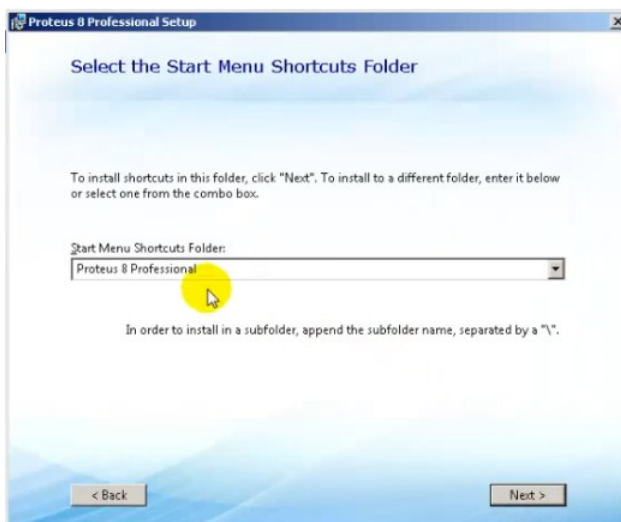 Proteus 8 Professional Setup
Select the Start Menu Shortcuts Folder
To install shortcuts in this folder, click "Next". To install to a different folder, enter it below
or select one from the combo box.
Start Menu Shortcuts Folder:
Proteus 8 Professional
In order to install in a subfolder, append the subfolder name, separated by a "\".
< Back
Next >